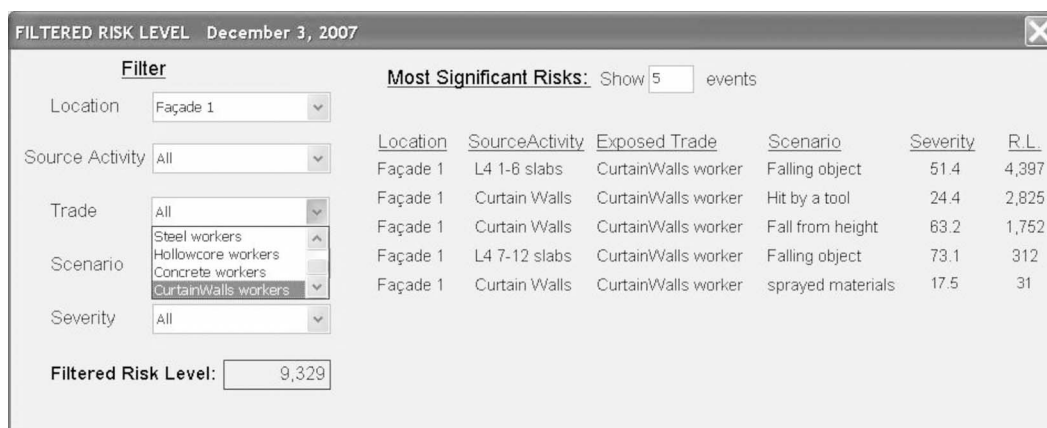 FILTERED RISK LEVEL December 3, 2007
Filter
Location Façade 1
Source Activity All
Trade All
Steel workers
Hollowcore workers
Concrete workers
CurtainWalls workers
Scenario
Severity All
Filtered Risk Level: 9,329
Most Significant Risks: Show 5 events
Location SourceActivity Exposed Trade Scenario Severity R.L.
Façade 1 L4 1-6 slabs CurtainWalls worker Falling object 51.4 4,397
Façade 1 Curtain Walls CurtainWalls worker Hit by a tool 24.4 2,825
Façade 1 Curtain Walls CurtainWalls worker Fall from height 63.2 1,752
Façade 1 L4 7-12 slabs CurtainWalls worker Falling object 73.1 312
Façade 1 Curtain Walls CurtainWalls worker sprayed materials 17.5 31